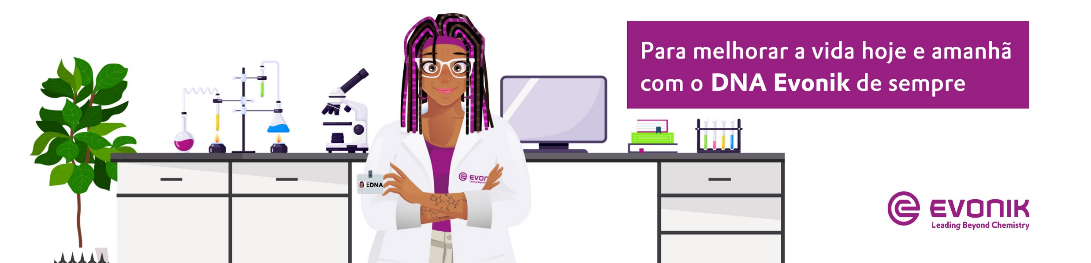 Para melhorar a vida hoje e amanhã
com o DNA Evonik de sempre
EDNA
EVONIK
EVONIK
Leading Beyond Chemistry